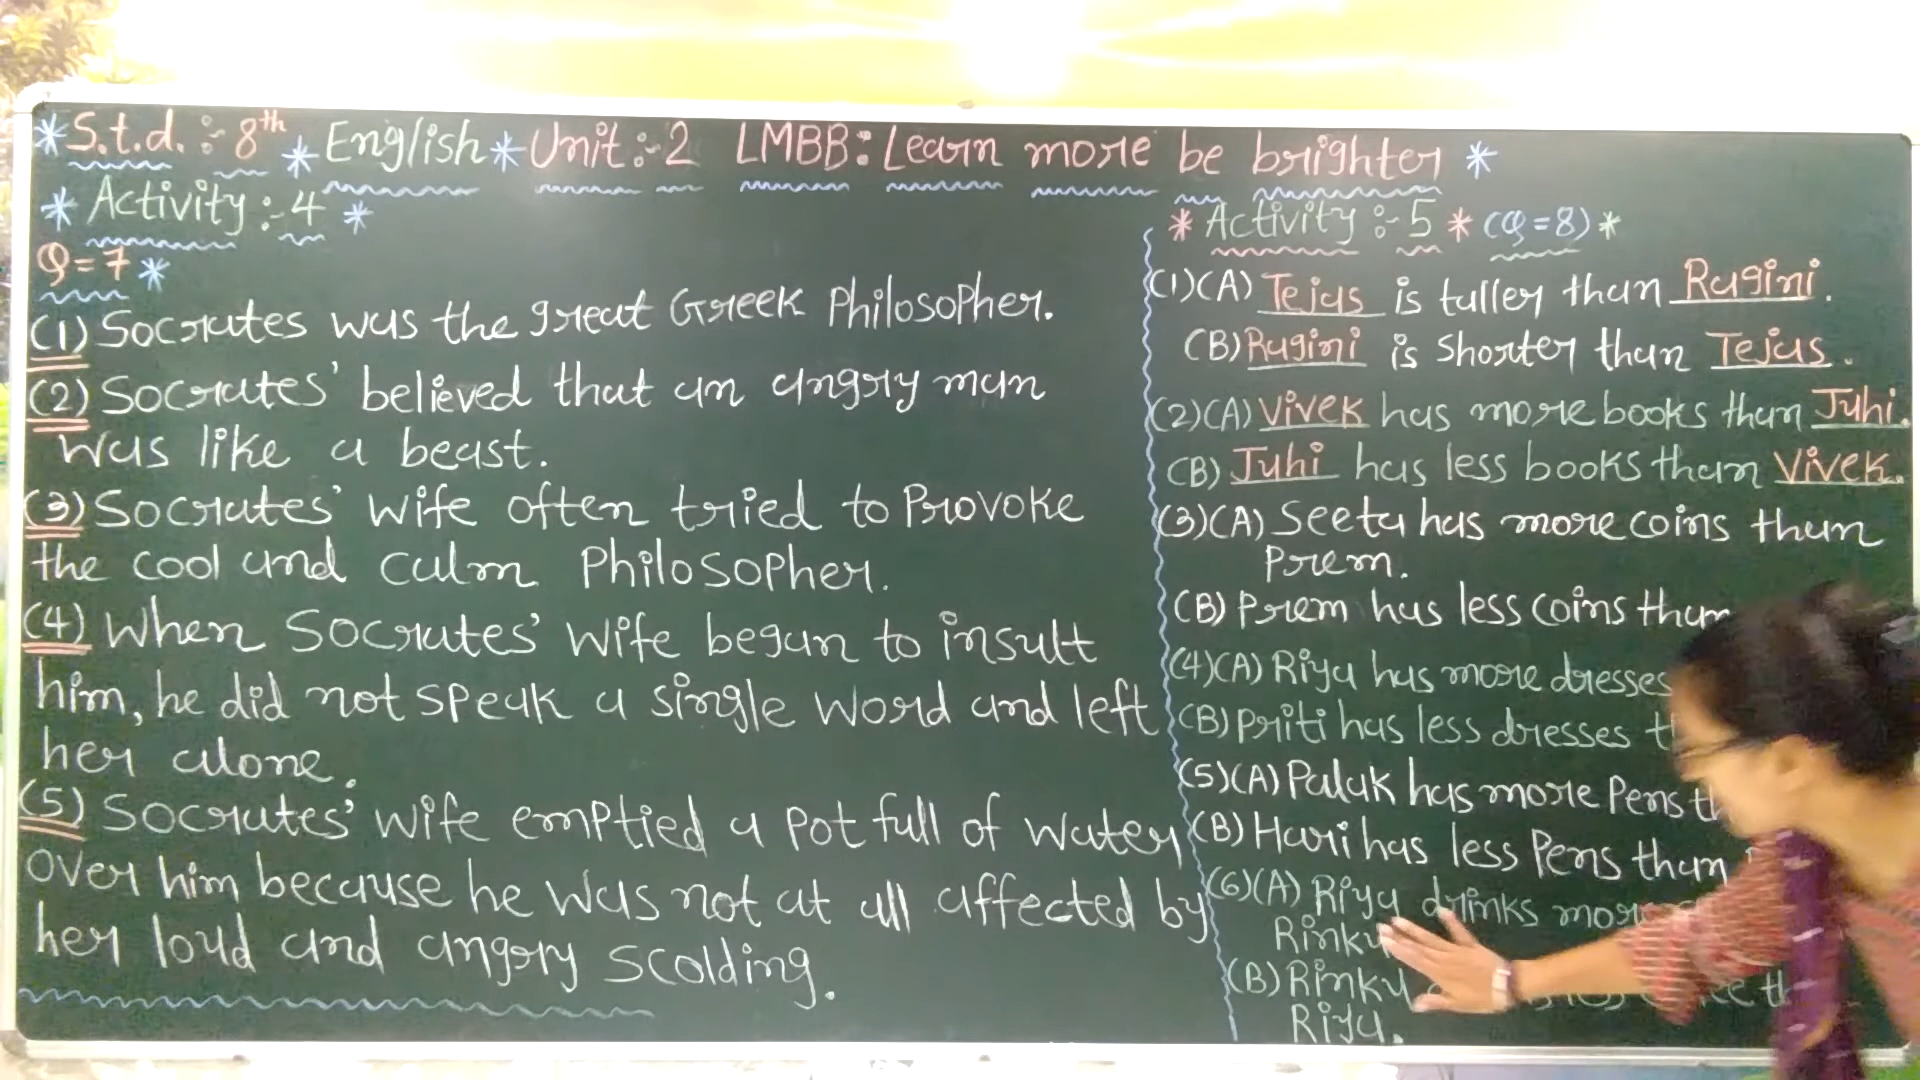 * S.t.d. :- 8th * English * Unit :- 2 LMBB: Learn more be brighter *
* Activity :- 4 *
Q=7 *
(1) Socrates was the great Greek Philosopher.
(2) Socrates' believed that an angry man
was like a beast.
(3) Socrates' wife often tried to Provoke
the cool and calm Philosopher.
(4) When Socrates' wife began to insult
him, he did not speak a single word and left
her alone.
(5) Socrates' wife emptied a pot full of water
over him because he was not at all affected by
her loud and angry scolding.
* Activity :- 5 * (Q=8) *
(1)(A) Tejas is taller than Ragini.
(B) Ragini is shorter than Tejas.
(2)(A) Vivek has more books than Juhi.
(B) Juhi has less books than Vivek.
(3)(A) Seeta has more coins than
Prem.
(B) Prem has less coins than
(4)(A) Riya has more dresses
(B) Priti has less dresses
(5)(A) Palak has more Pens
(B) Hari has less Pens than
(6)(A) Riya drinks more
Rinku
(B) Rinku
Riya.